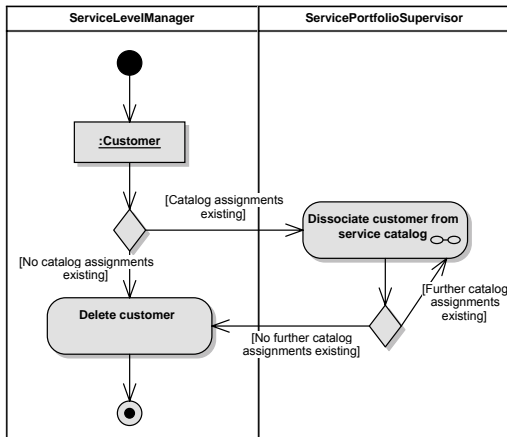 ServiceLevelManager
ServicePortfolioSupervisor
:Customer
[Catalog assignments
existing]
Dissociate customer from
service catalog
[No catalog assignments
existing]
[Further catalog
assignments
existing]
Delete customer
[No further catalog
assignments existing]